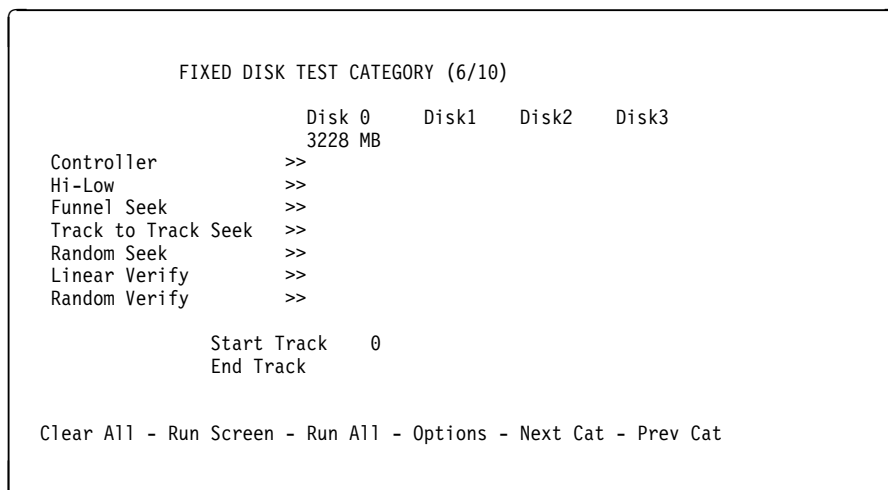 FIXED DISK TEST CATEGORY (6/10)
Disk 0 Disk1 Disk2 Disk3
3228 MB
Controller >>
Hi-Low >>
Funnel Seek >>
Track to Track Seek >>
Random Seek >>
Linear Verify >>
Random Verify >>
Start Track 0
End Track
Clear All - Run Screen - Run All - Options - Next Cat - Prev Cat